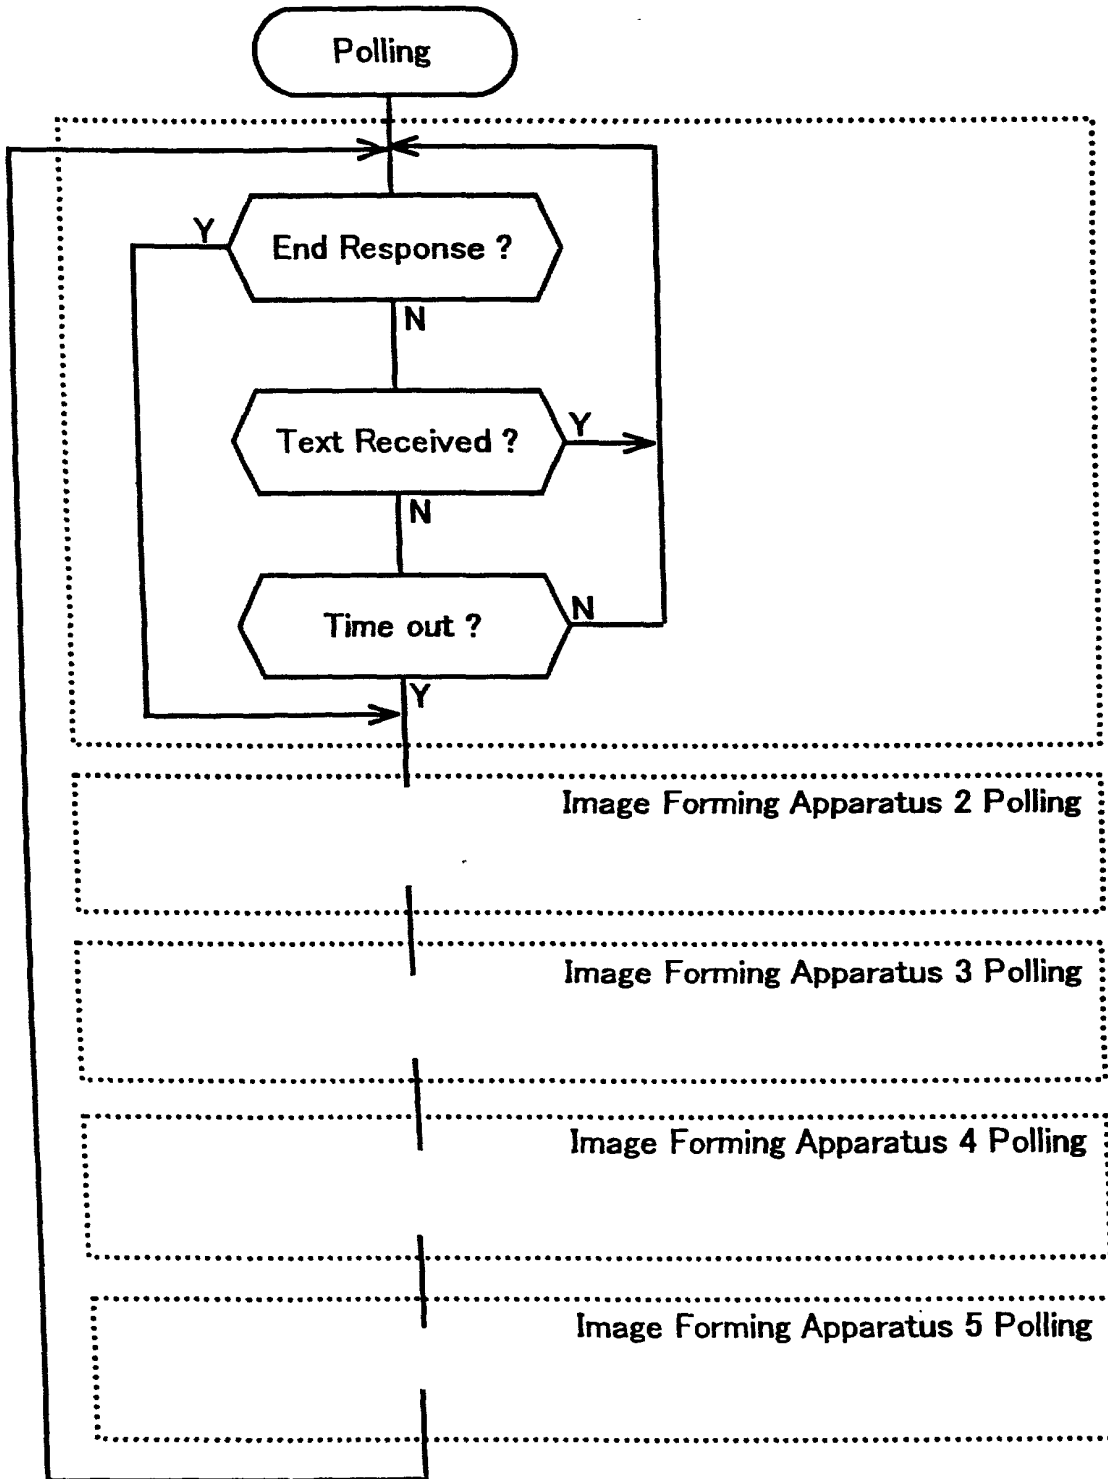 Polling
Y
End Response ?
N
Text Received ?
Y
N
Time out ?
N
Y
Image Forming Apparatus 2 Polling
Image Forming Apparatus 3 Polling
Image Forming Apparatus 4 Polling
Image Forming Apparatus 5 Polling